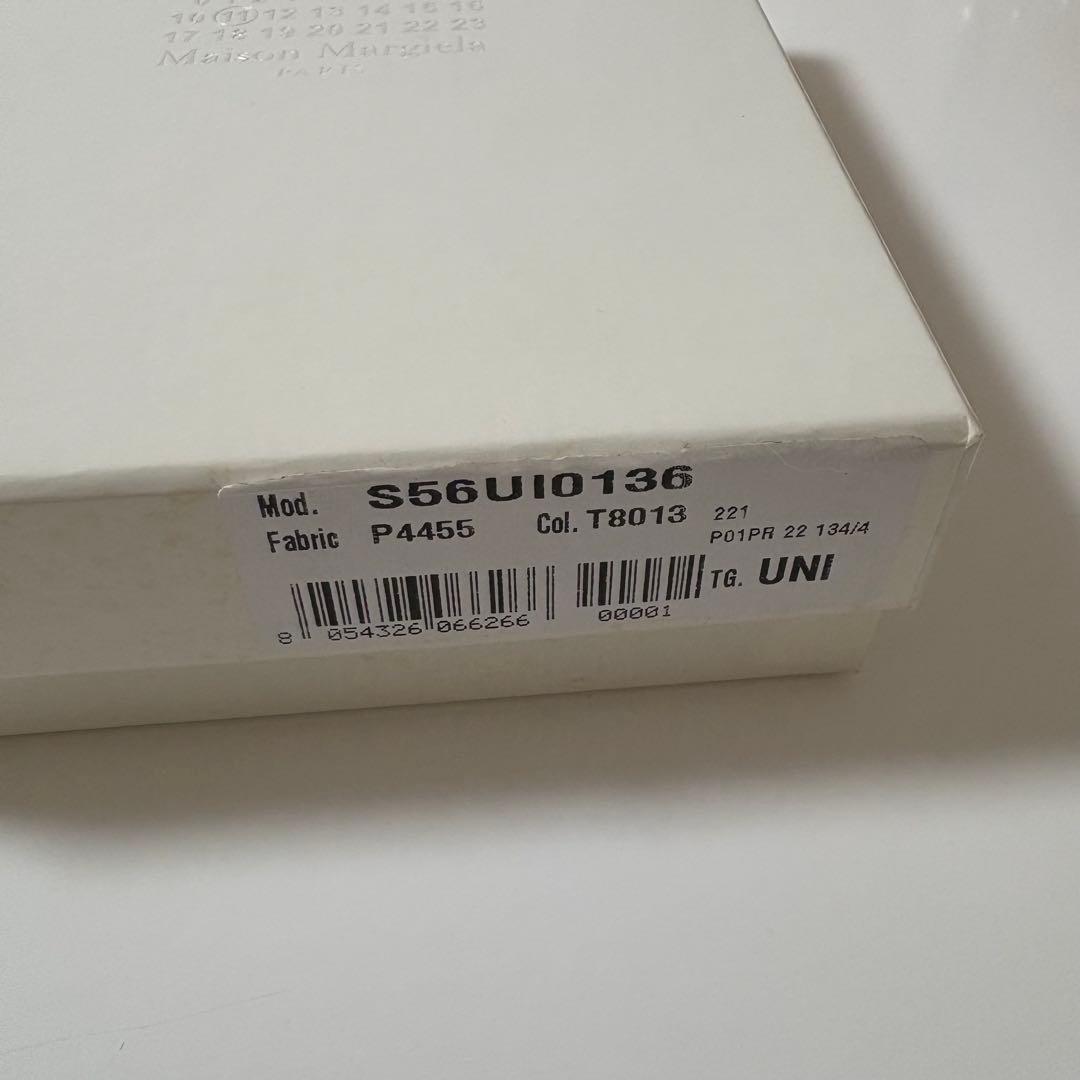 10 11 12 13 14 15 16
17 18 19 20 21 22 23
Maison Margiela
PARIS
Mod. S56UI0136
Fabric P4455 Col. T8013 221
P01PR 22 134/4
TG. UNI
8 054326 066266 00001